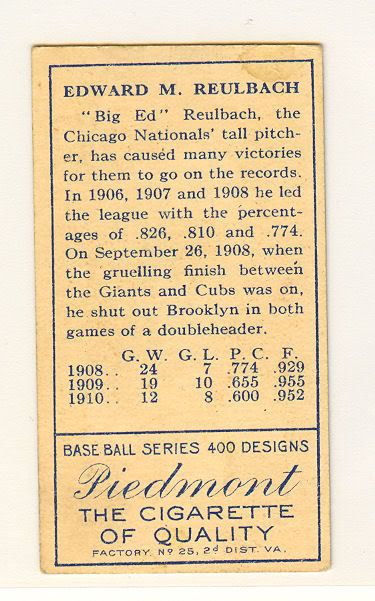 EDWARD M. REULBACH
"Big Ed" Reulbach, the
Chicago Nationals' tall pitch-
er, has caused many victories
for them to go on the records.
In 1906, 1907 and 1908 he led
the league with the percent-
ages of .826, .810 and .774.
On September 26, 1908, when
the gruelling finish between
the Giants and Cubs was on,
he shut out Brooklyn in both
games of a doubleheader.
G. W. G. L. P. C. F.
1908.. 24 7 .774 .929
1909.. 19 10 .655 .955
1910.. 12 8 .600 .952
BASE BALL SERIES 400 DESIGNS
Piedmont
THE CIGARETTE
OF QUALITY
FACTORY. No 25, 2d DIST. VA.